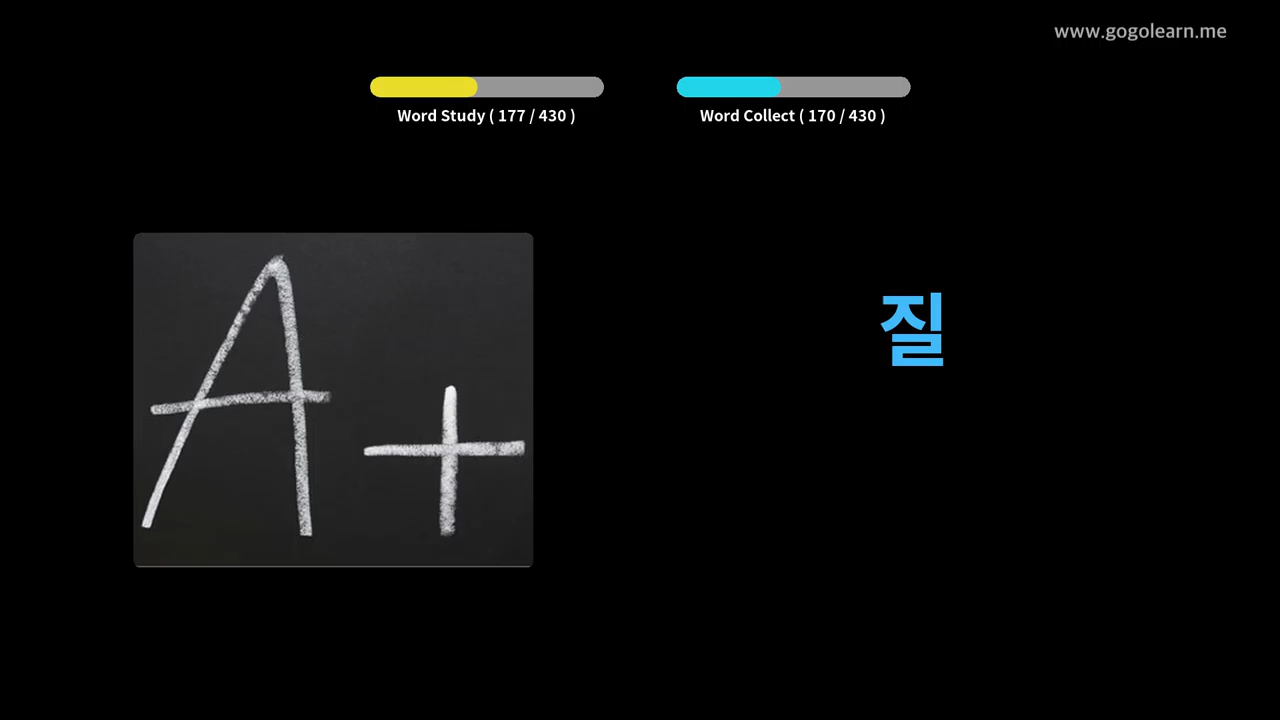 www.gogolearn.me
Word Study ( 177 / 430 )
Word Collect ( 170 / 430 )
A+
질